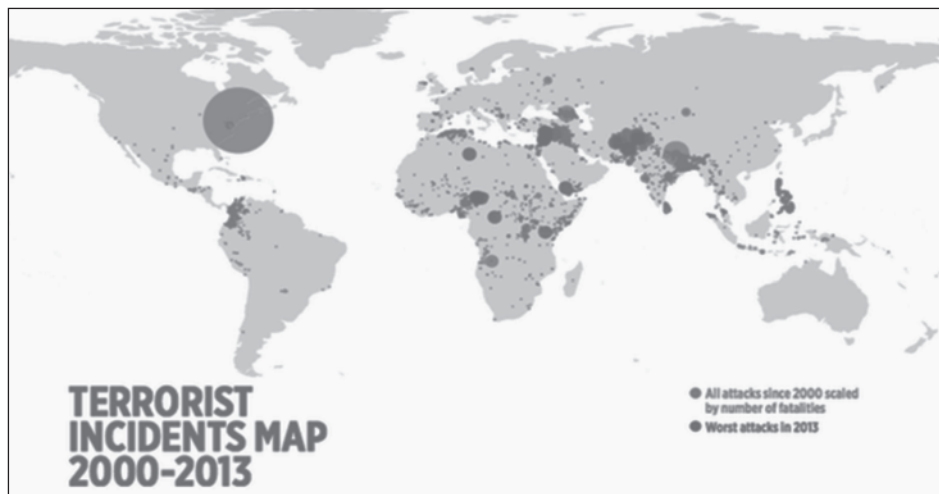 TERRORIST
INCIDENTS MAP
2000-2013
All attacks since 2000 scaled
by number of fatalities
Worst attacks in 2013